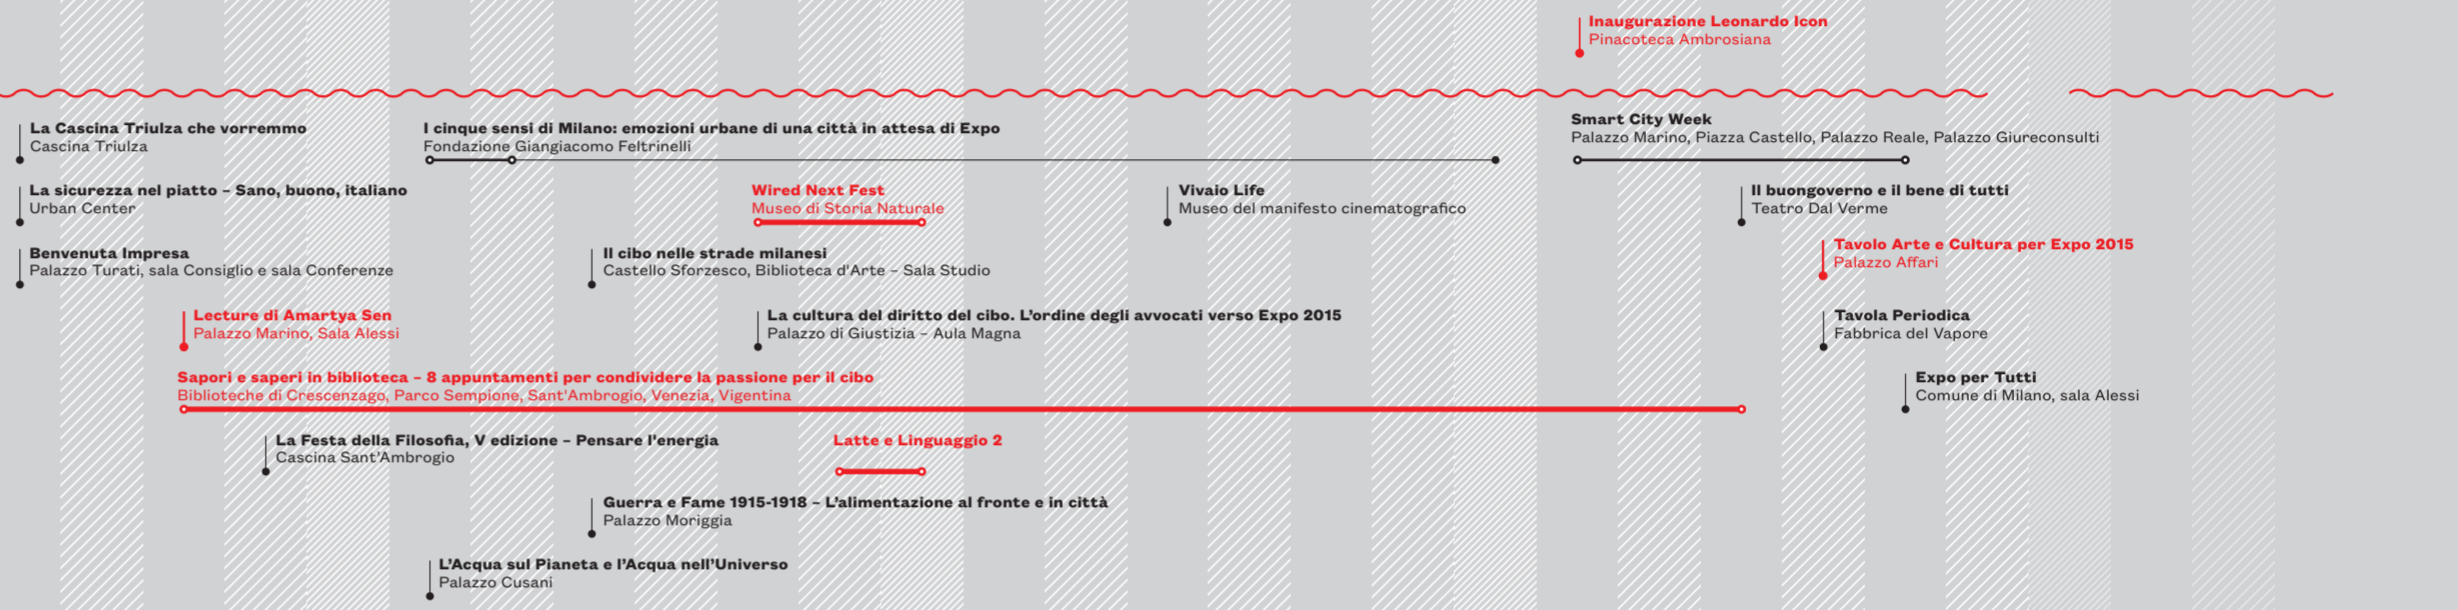 Inaugurazione Leonardo Icon
Pinacoteca Ambrosiana
La Cascina Triulza che vorremmo
Cascina Triulza
I cinque sensi di Milano: emozioni urbane di una città in attesa di Expo
Fondazione Giangiacomo Feltrinelli
Smart City Week
Palazzo Marino, Piazza Castello, Palazzo Reale, Palazzo Giureconsulti
La sicurezza nel piatto – Sano, buono, italiano
Urban Center
Wired Next Fest
Museo di Storia Naturale
Vivaio Life
Museo del manifesto cinematografico
Il buongoverno e il bene di tutti
Teatro Dal Verme
Benvenuta Impresa
Palazzo Turati, sala Consiglio e sala Conferenze
Il cibo nelle strade milanesi
Castello Sforzesco, Biblioteca d'Arte – Sala Studio
Tavolo Arte e Cultura per Expo 2015
Palazzo Affari
Lecture di Amartya Sen
Palazzo Marino, Sala Alessi
La cultura del diritto del cibo. L’ordine degli avvocati verso Expo 2015
Palazzo di Giustizia – Aula Magna
Tavola Periodica
Fabbrica del Vapore
Sapori e saperi in biblioteca – 8 appuntamenti per condividere la passione per il cibo
Biblioteche di Crescenzago, Parco Sempione, Sant'Ambrogio, Venezia, Vigentina
Expo per Tutti
Comune di Milano, sala Alessi
La Festa della Filosofia, V edizione – Pensare l'energia
Cascina Sant’Ambrogio
Latte e Linguaggio 2
Guerra e Fame 1915-1918 – L’alimentazione al fronte e in città
Palazzo Moriggia
L’Acqua sul Pianeta e l’Acqua nell’Universo
Palazzo Cusani